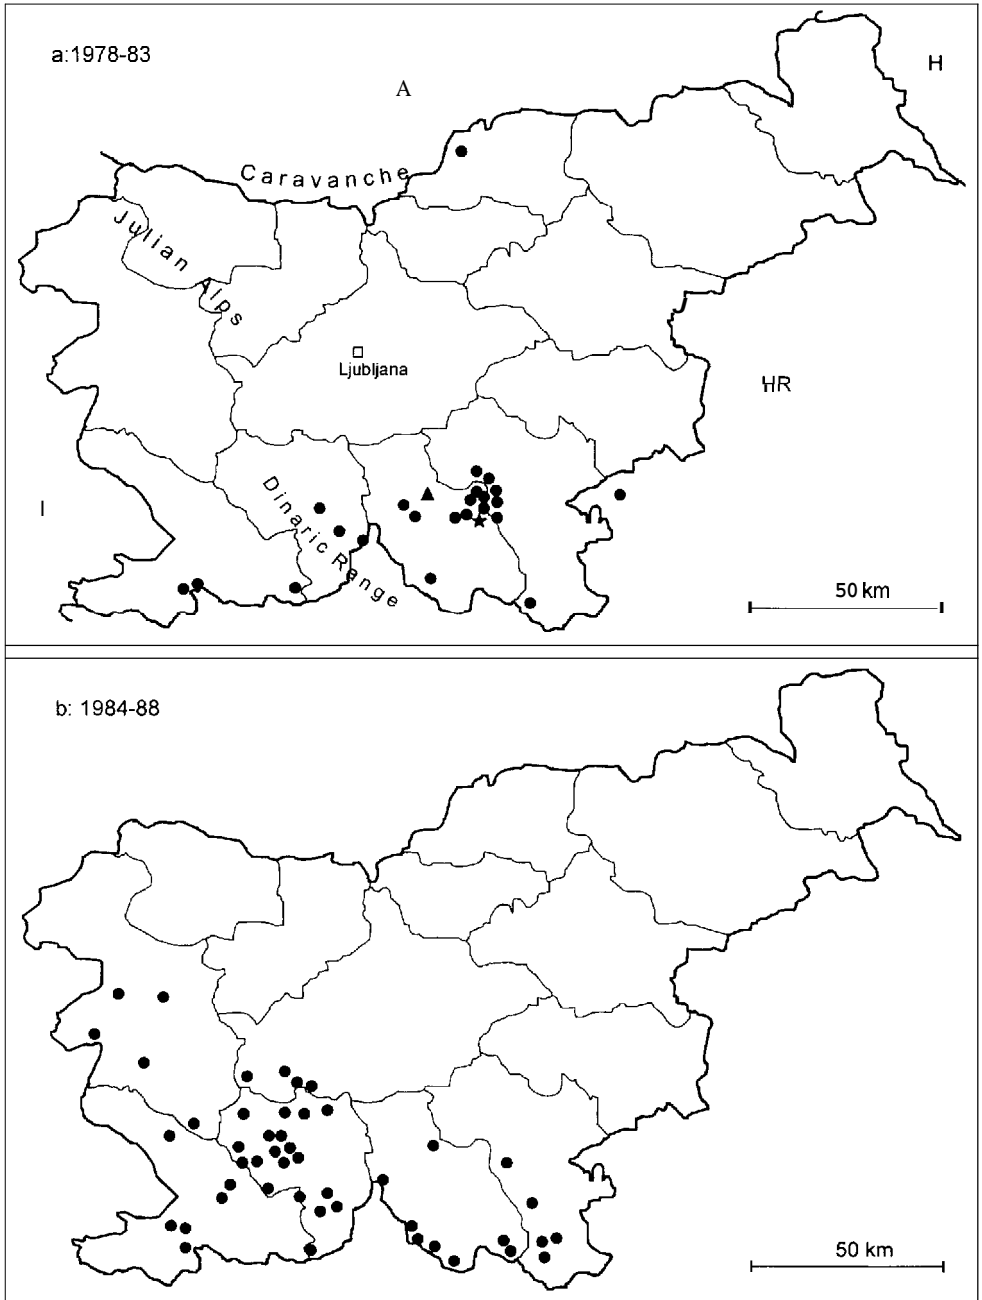 a:1978-83
A
H
Caravanche
Julian Alps
Ljubljana
HR
I
Dinaric Range
50 km
b: 1984-88
50 km